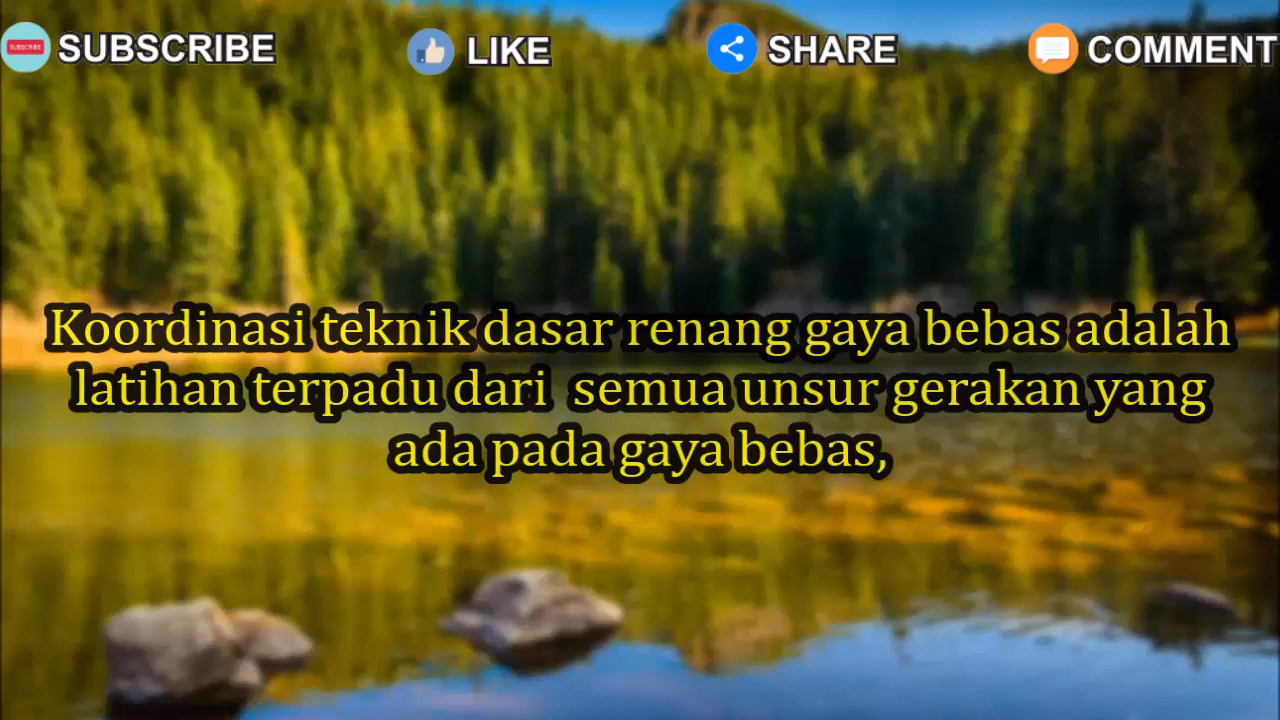 SUBSCRIBE LIKE SHARE COMMENT
Koordinasi teknik dasar renang gaya bebas adalah
latihan terpadu dari  semua unsur gerakan yang
ada pada gaya bebas,